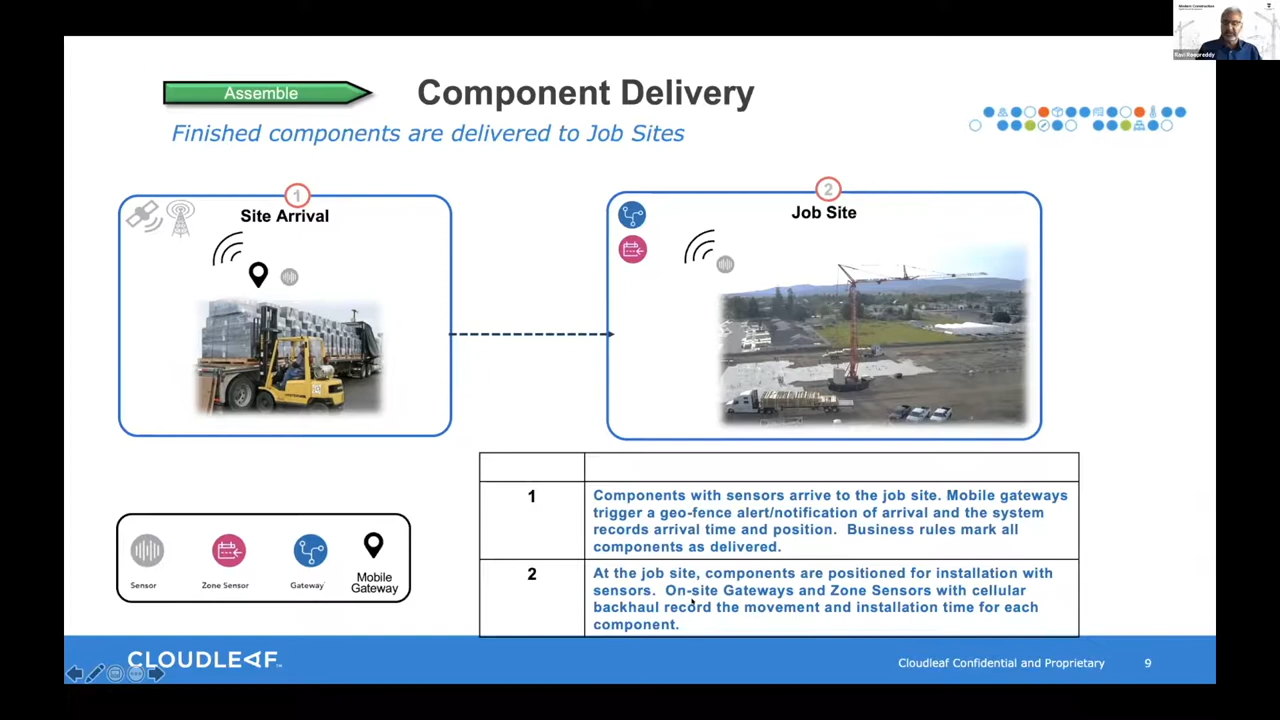 Assemble
Component Delivery
Finished components are delivered to Job Sites
1
Site Arrival
2
Job Site
1
Components with sensors arrive to the job site. Mobile gateways
trigger a geo-fence alert/notification of arrival and the system
records arrival time and position. Business rules mark all
components as delivered.
2
At the job site, components are positioned for installation with
sensors. On-site Gateways and Zone Sensors with cellular
backhaul record the movement and installation time for each
component.
Sensor
Zone Sensor
Gateway
Mobile
Gateway
CLOUDLEAF
Cloudleaf Confidential and Proprietary
9
Modern Construction